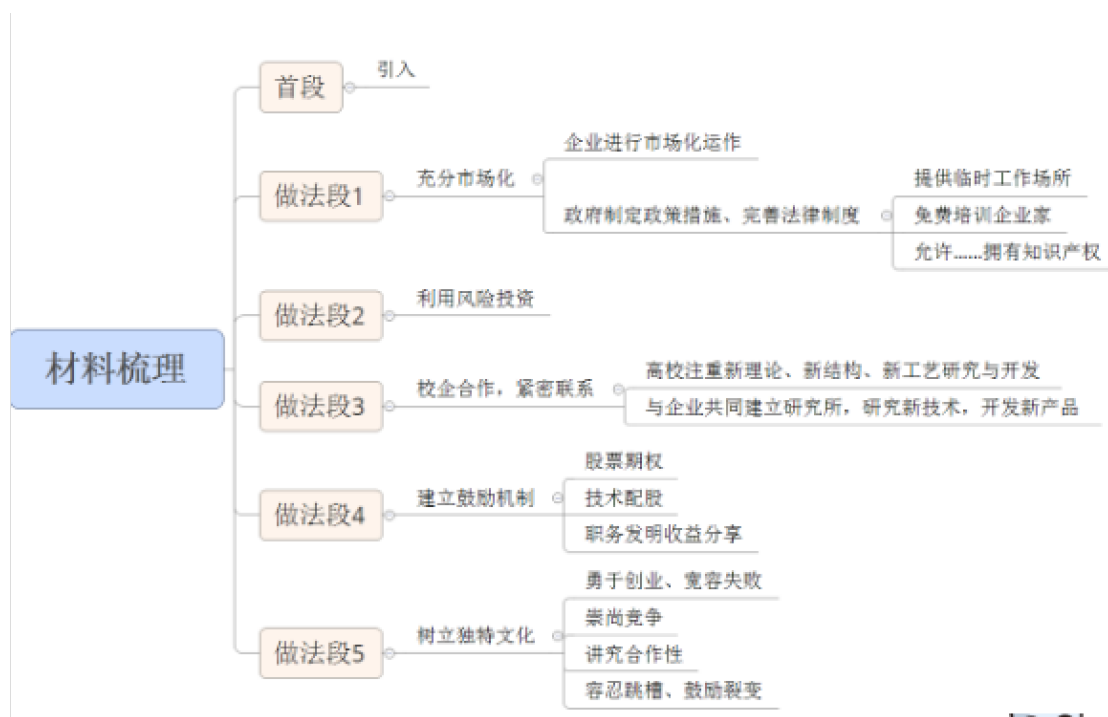 材料梳理
首段
引入
做法段1
充分市场化
企业进行市场化运作
政府制定政策措施、完善法律制度
提供临时工作场所
免费培训企业家
允许……拥有知识产权
做法段2
利用风险投资
做法段3
校企合作，紧密联系
高校注重新理论、新结构、新工艺研究与开发
与企业共同建立研究所，研究新技术，开发新产品
做法段4
建立鼓励机制
股票期权
技术配股
职务发明收益分享
做法段5
树立独特文化
勇于创业、宽容失败
崇尚竞争
讲究合作性
容忍跳槽、鼓励裂变